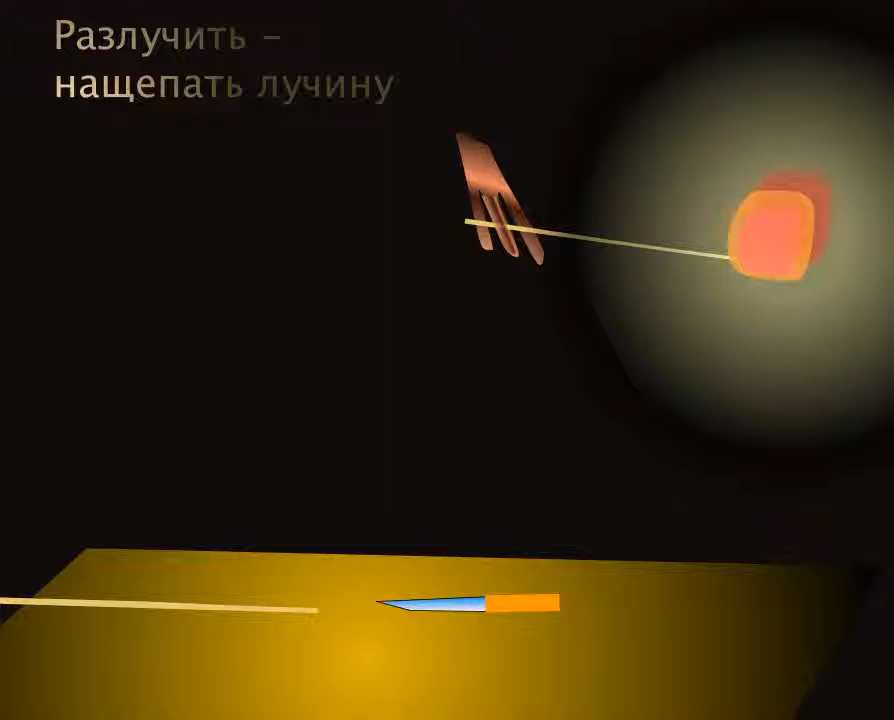 Разлучить –
нащепать лучину